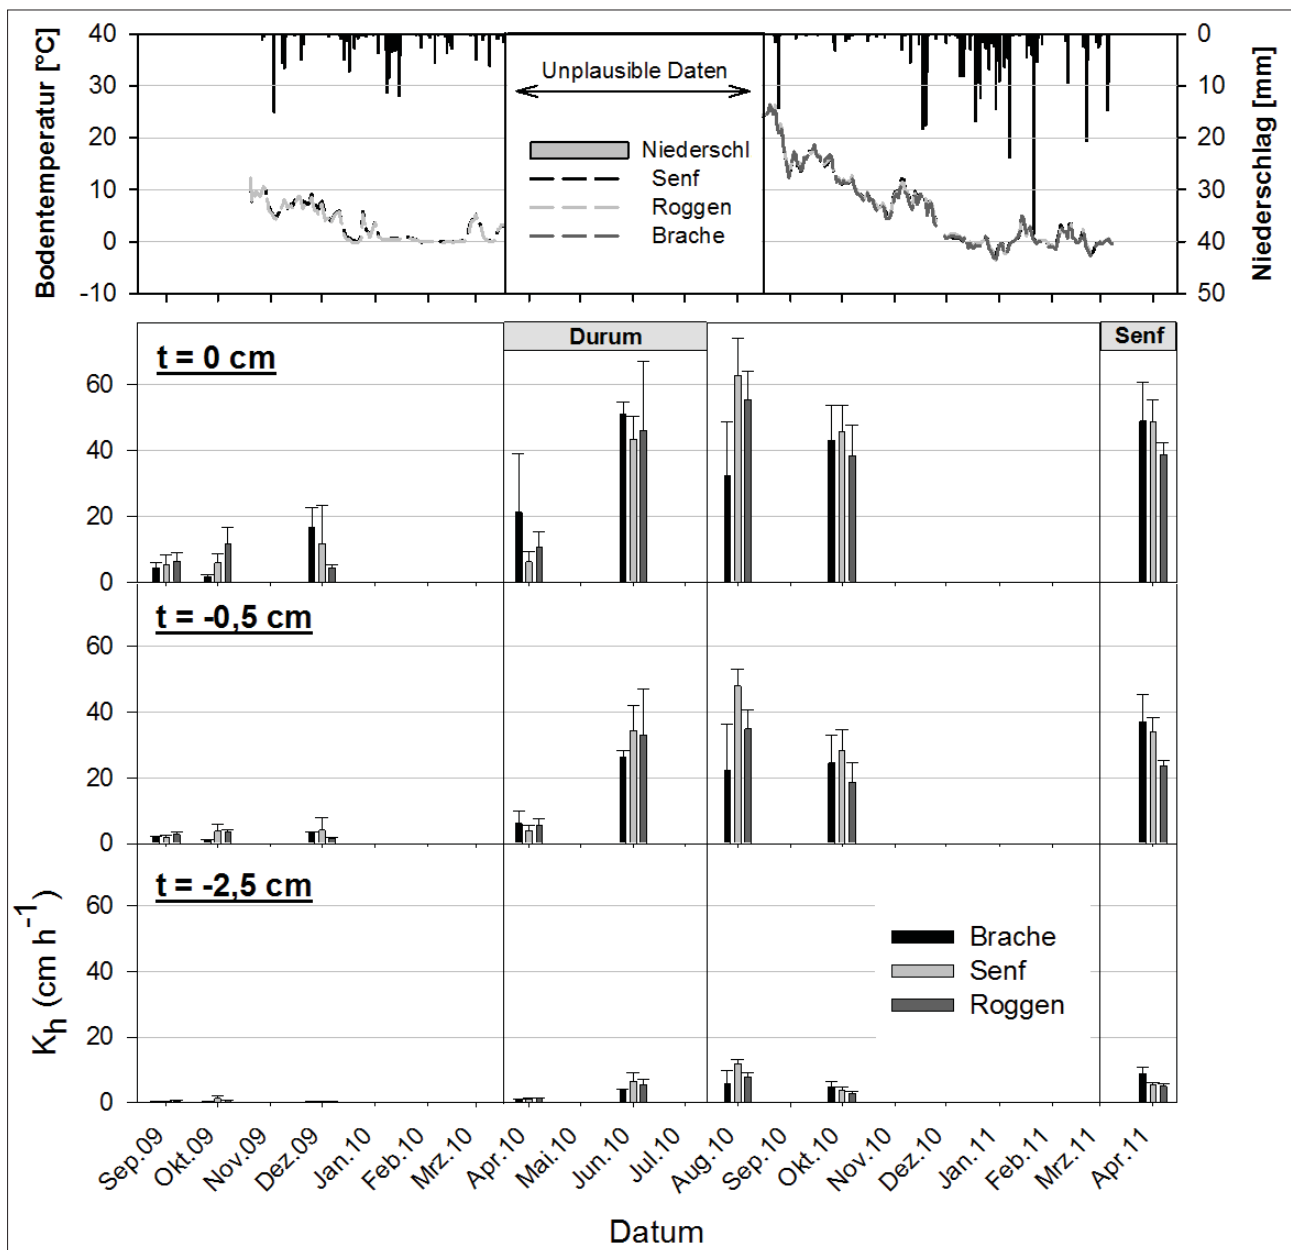 Bodentemperatur [°C]
40
30
20
10
0
-10
Unplausible Daten
Niederschl
Senf
Roggen
Brache
0
10
20
30
40
50
Niederschlag [mm]
t = 0 cm
Durum
Senf
60
40
20
0
t = -0,5 cm
60
40
20
0
t = -2,5 cm
60
40
20
0
K_h (cm h⁻¹)
Brache
Senf
Roggen
Sep.09 Okt.09 Nov.09 Dez.09 Jan.10 Feb.10 Mrz.10 Apr.10 Mai.10 Jun.10 Jul.10 Aug.10 Sep.10 Okt.10 Nov.10 Dez.10 Jan.11 Feb.11 Mrz.11 Apr.11
Datum